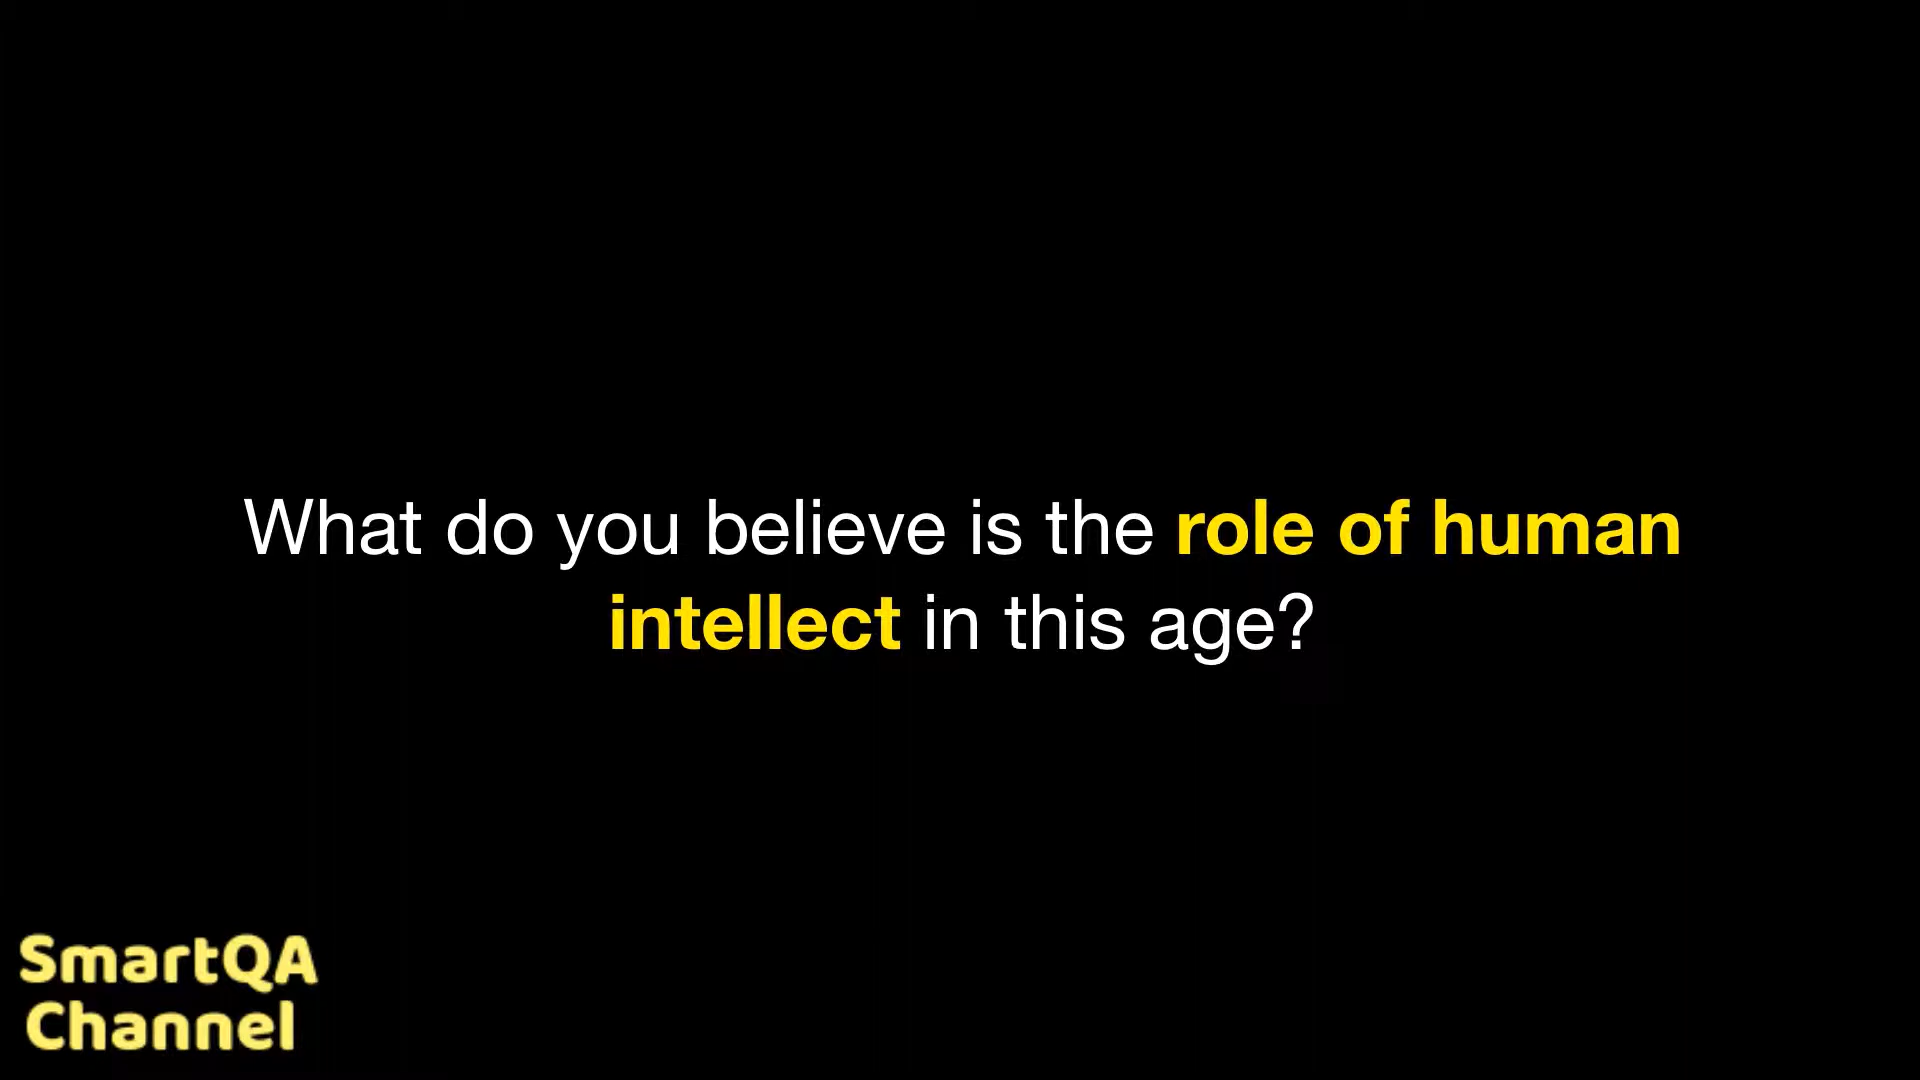 What do you believe is the role of human
intellect in this age?
SmartQA
Channel